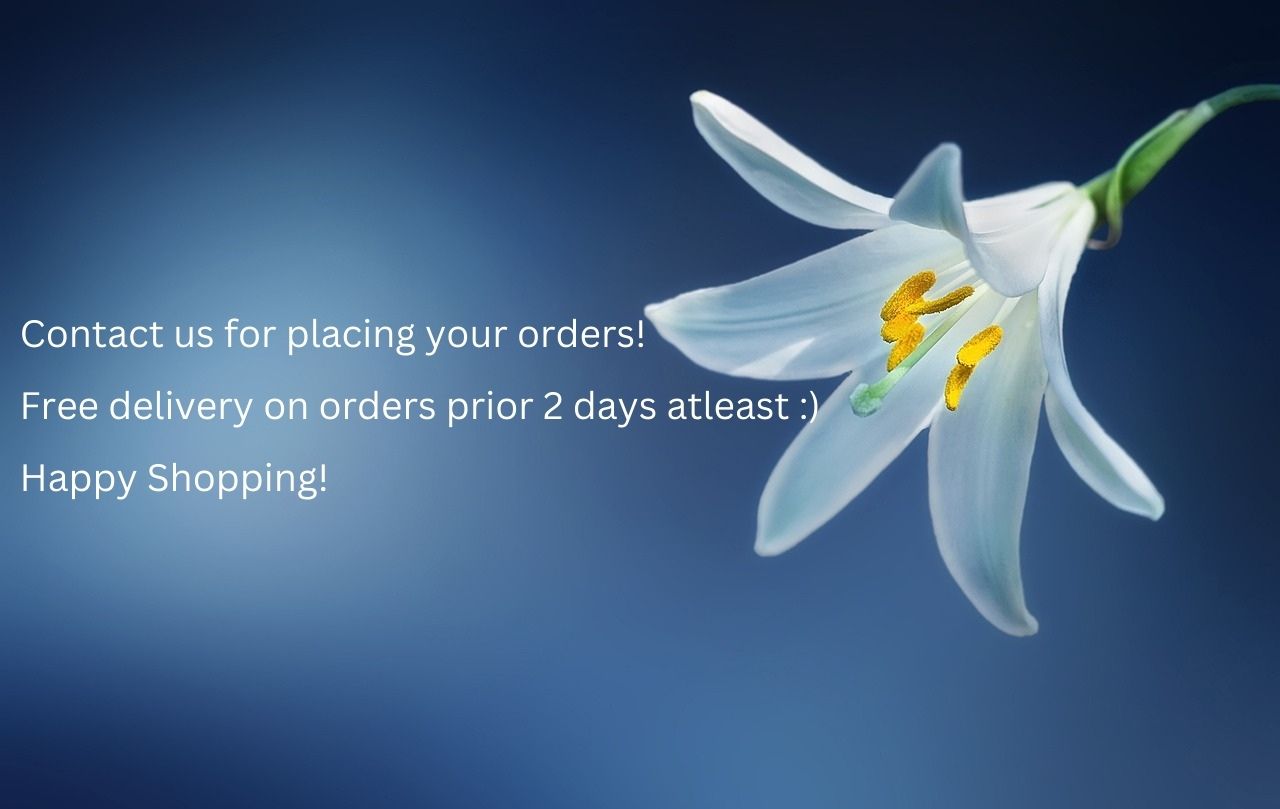 Contact us for placing your orders!
Free delivery on orders prior 2 days atleast :)
Happy Shopping!